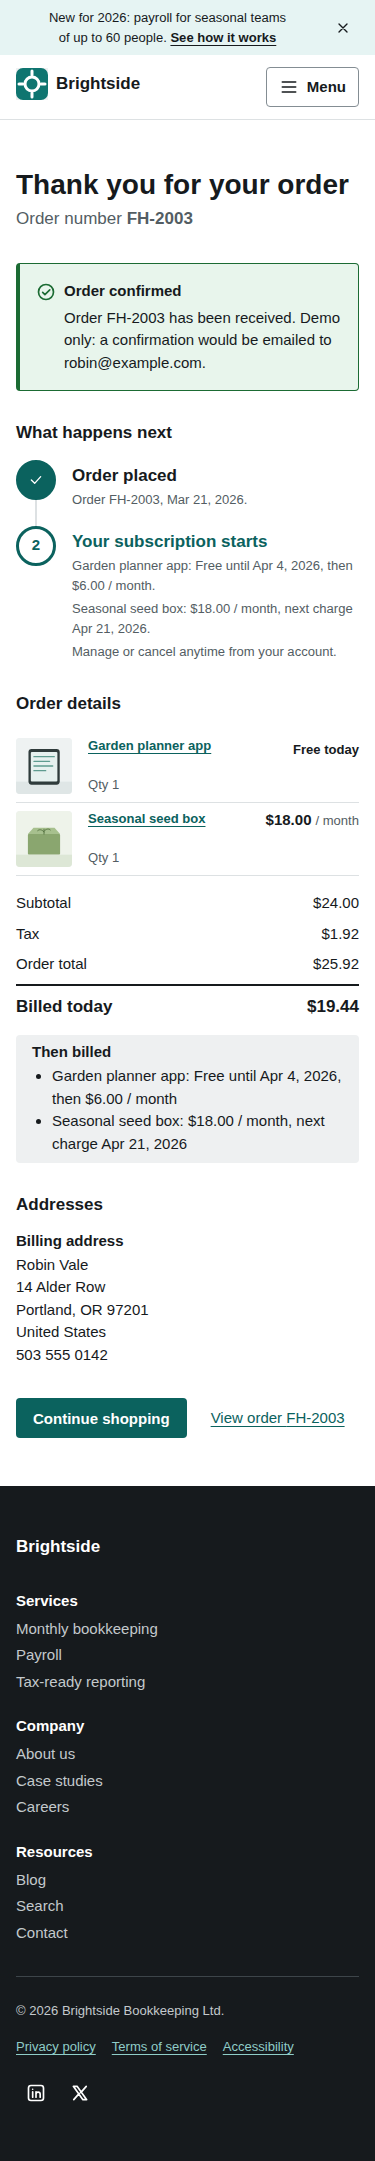 New for 2026: payroll for seasonal teams
of up to 60 people. See how it works
Brightside
Menu
Thank you for your order
Order number FH-2003
Order confirmed
Order FH-2003 has been received. Demo
only: a confirmation would be emailed to
robin@example.com.
What happens next
Order placed
Order FH-2003, Mar 21, 2026.
2
Your subscription starts
Garden planner app: Free until Apr 4, 2026, then
$6.00 / month.
Seasonal seed box: $18.00 / month, next charge
Apr 21, 2026.
Manage or cancel anytime from your account.
Order details
Garden planner app
Free today
Qty 1
Seasonal seed box
$18.00 / month
Qty 1
Subtotal $24.00
Tax $1.92
Order total $25.92
Billed today $19.44
Then billed
• Garden planner app: Free until Apr 4, 2026,
then $6.00 / month
• Seasonal seed box: $18.00 / month, next
charge Apr 21, 2026
Addresses
Billing address
Robin Vale
14 Alder Row
Portland, OR 97201
United States
503 555 0142
Continue shopping
View order FH-2003
Brightside
Services
Monthly bookkeeping
Payroll
Tax-ready reporting
Company
About us
Case studies
Careers
Resources
Blog
Search
Contact
© 2026 Brightside Bookkeeping Ltd.
Privacy policy Terms of service Accessibility